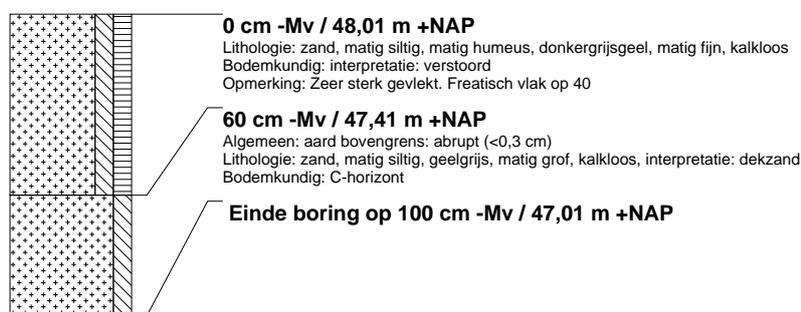 0 cm -Mv / 48,01 m +NAP
Lithologie: zand, matig siltig, matig humeus, donkergrijsgeel, matig fijn, kalkloos
Bodemkundig: interpretatie: verstoord
Opmerking: Zeer sterk gevlekt. Freatisch vlak op 40
60 cm -Mv / 47,41 m +NAP
Algemeen: aard bovengrens: abrupt (<0,3 cm)
Lithologie: zand, matig siltig, geelgrijs, matig grof, kalkloos, interpretatie: dekzand
Bodemkundig: C-horizont
Einde boring op 100 cm -Mv / 47,01 m +NAP